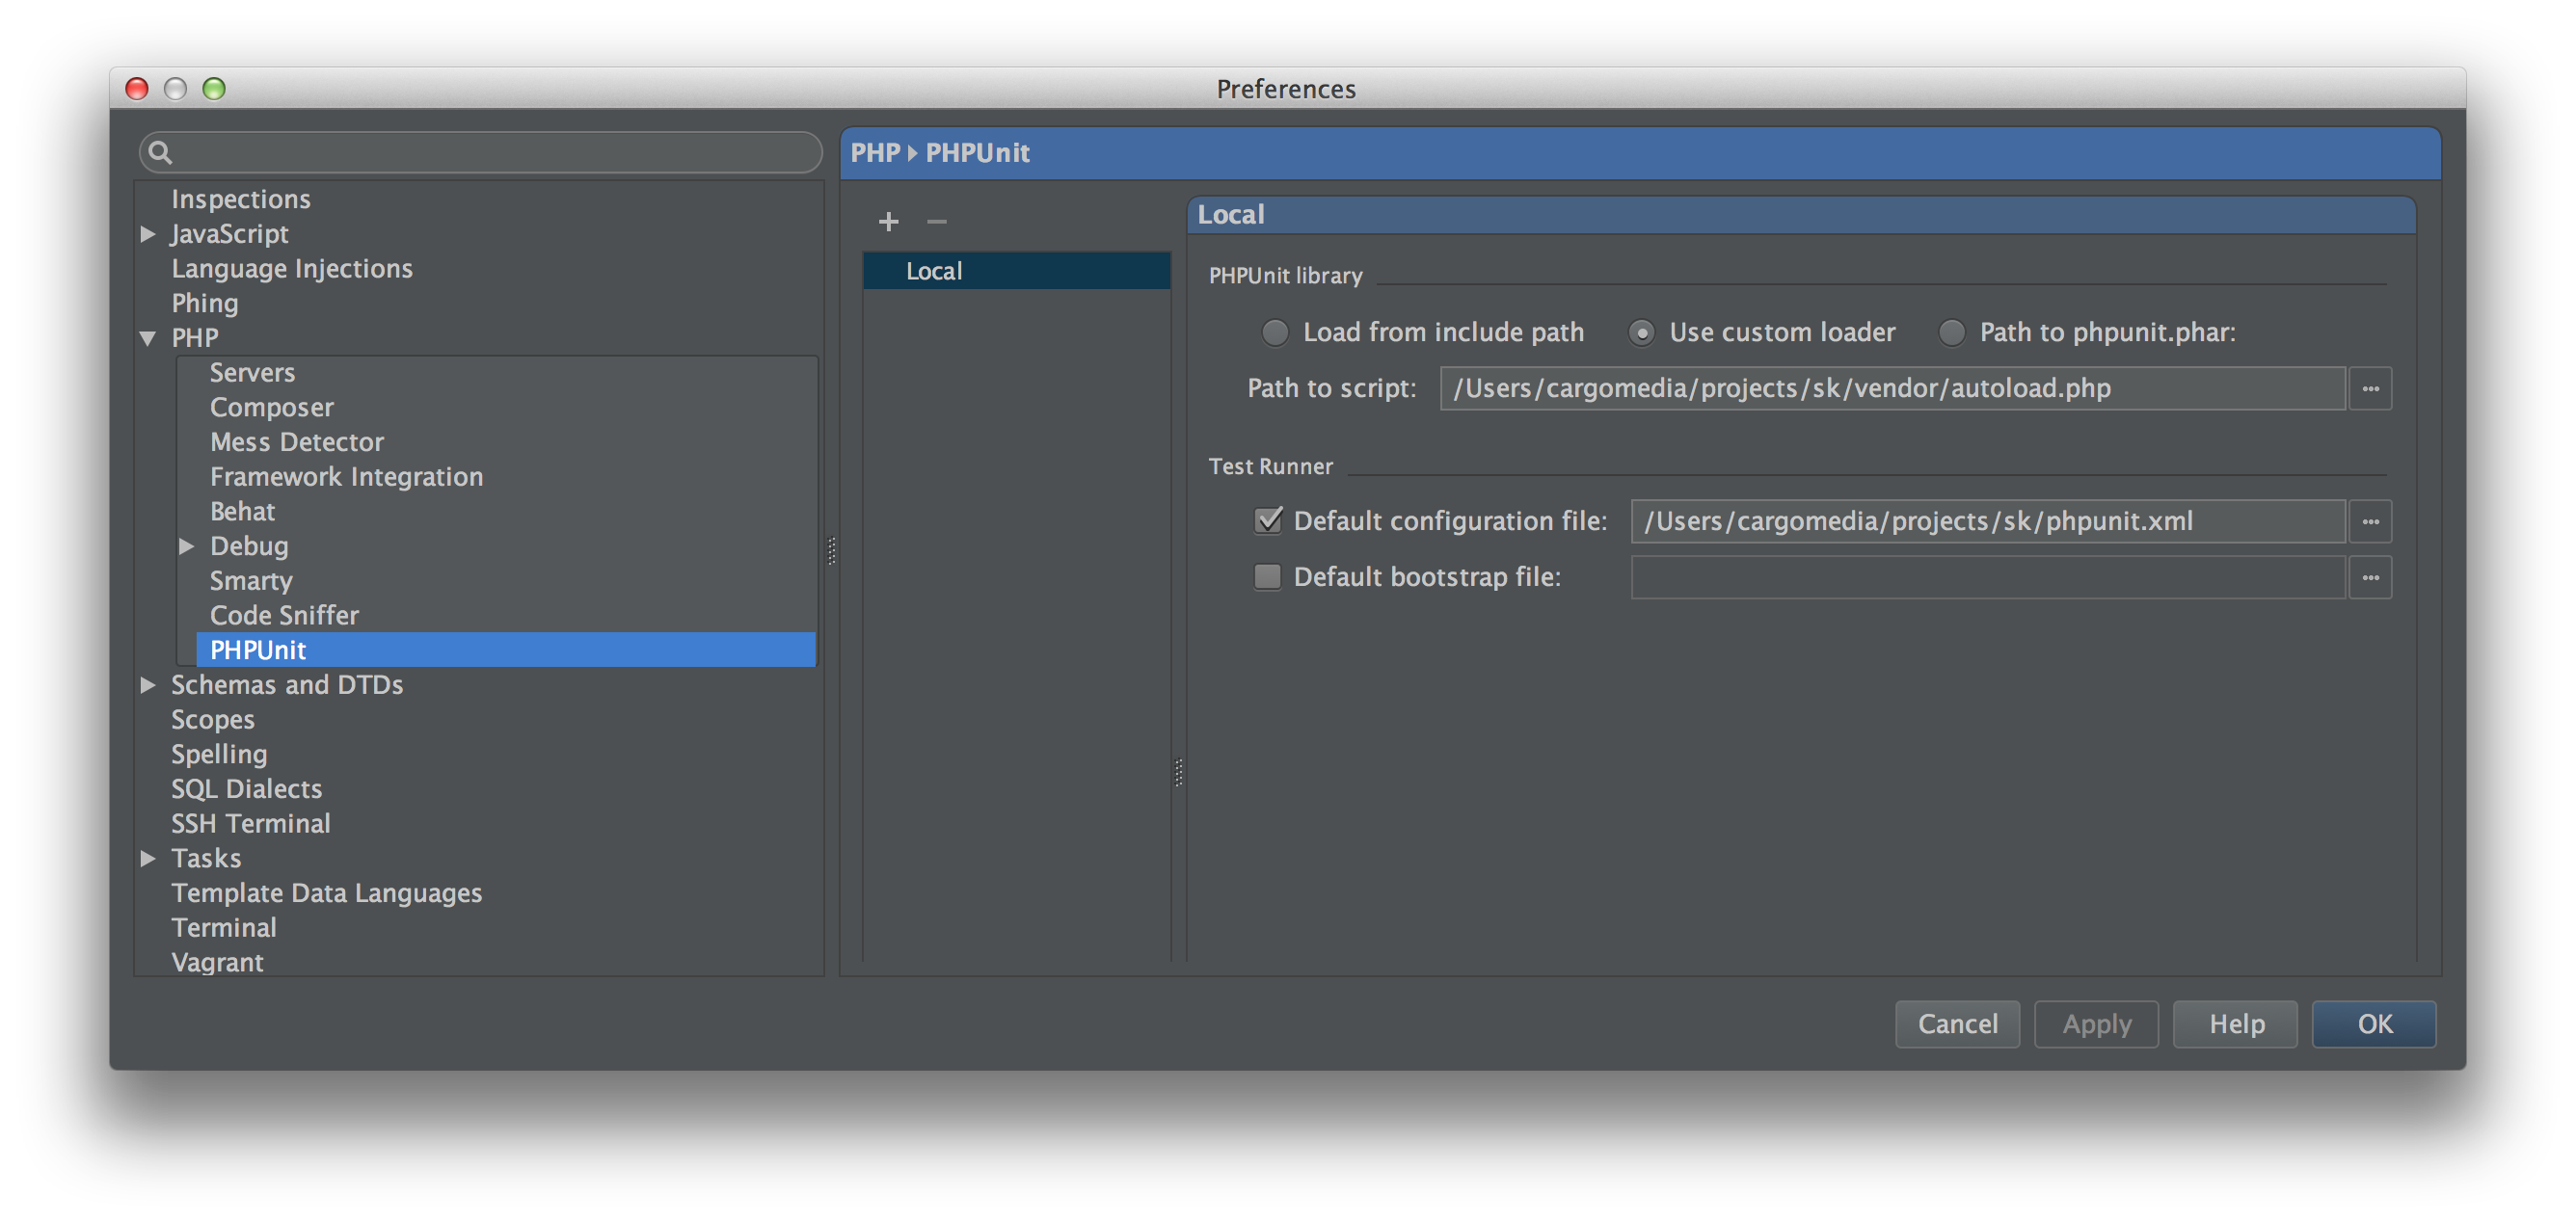 Preferences
Inspections
JavaScript
Language Injections
Phing
PHP
Servers
Composer
Mess Detector
Framework Integration
Behat
Debug
Smarty
Code Sniffer
PHPUnit
Schemas and DTDs
Scopes
Spelling
SQL Dialects
SSH Terminal
Tasks
Template Data Languages
Terminal
Vagrant
PHP PHPUnit
Local
Local
PHPUnit library
Load from include path Use custom loader Path to phpunit.phar:
Path to script: /Users/cargomedia/projects/sk/vendor/autoload.php ...
Test Runner
Default configuration file: /Users/cargomedia/projects/sk/phpunit.xml ...
Default bootstrap file: ...
Cancel Apply Help OK